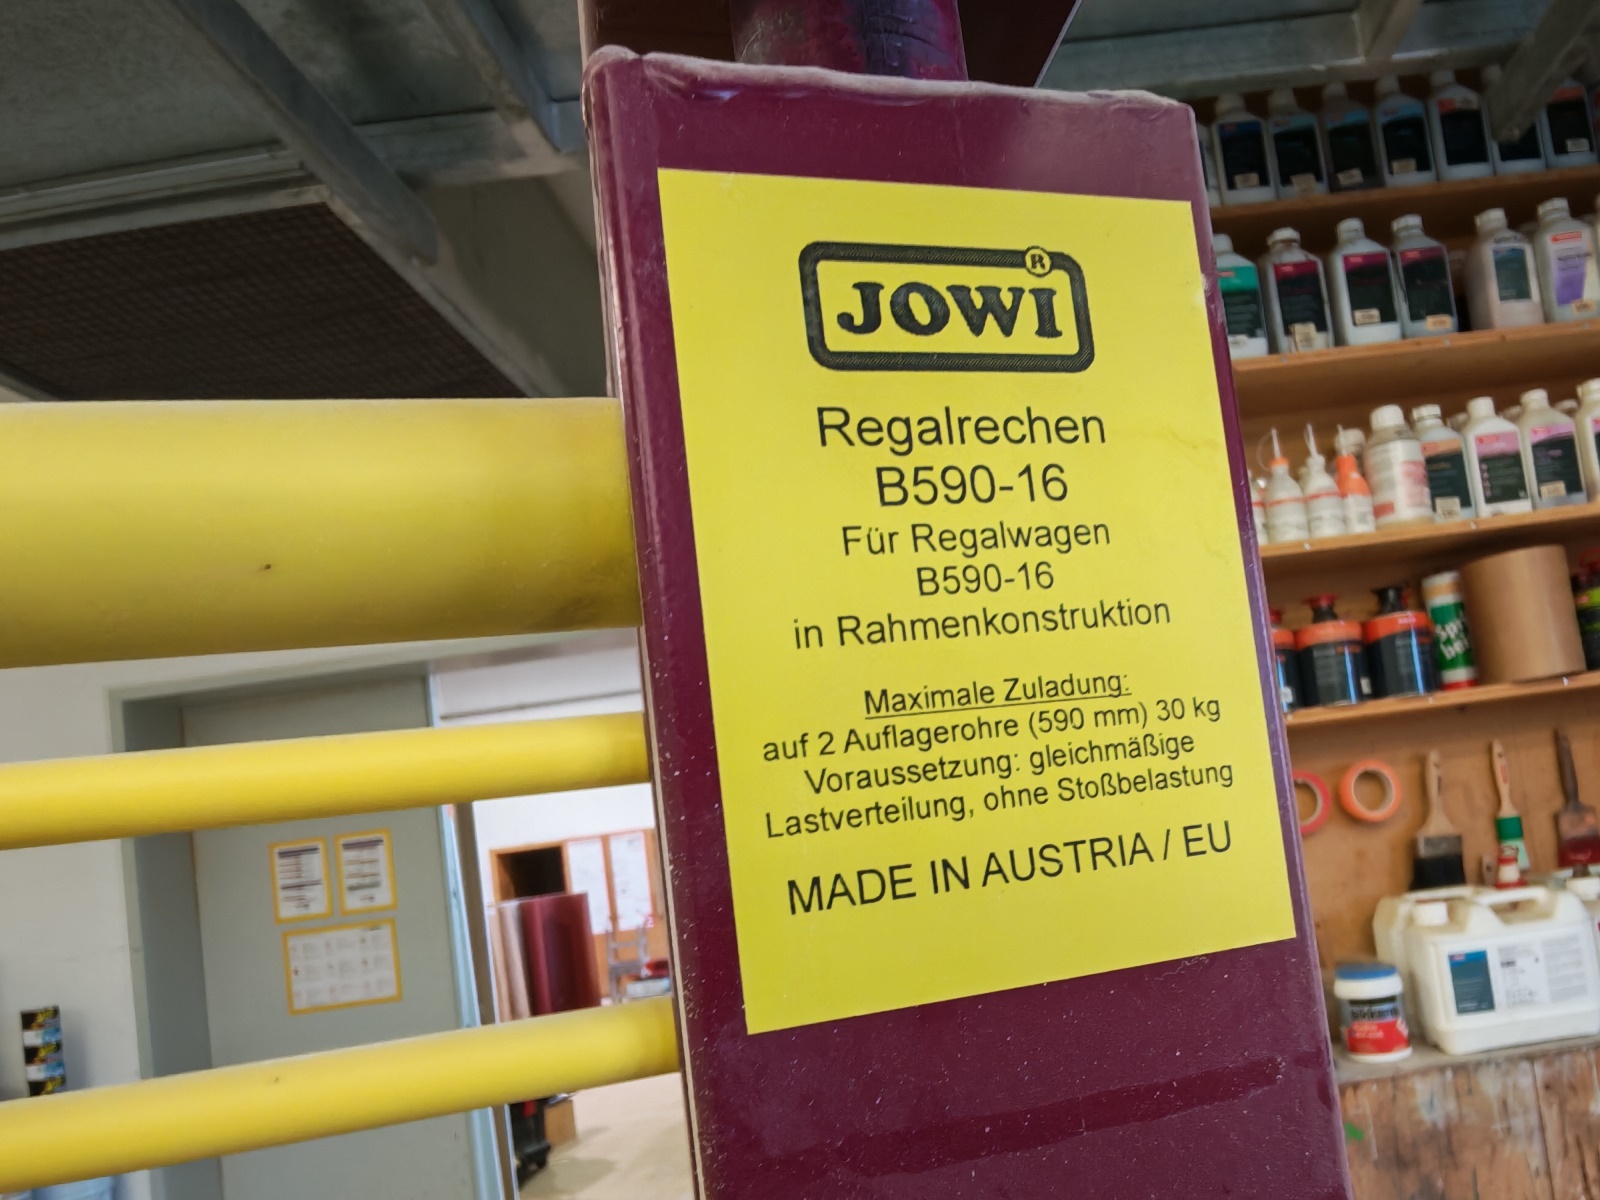 JOWI®
Regalrechen
B590-16
Für Regalwagen
B590-16
in Rahmenkonstruktion
Maximale Zuladung:
auf 2 Auflagerohre (590 mm) 30 kg
Voraussetzung: gleichmäßige
Lastverteilung, ohne Stoßbelastung
MADE IN AUSTRIA / EU